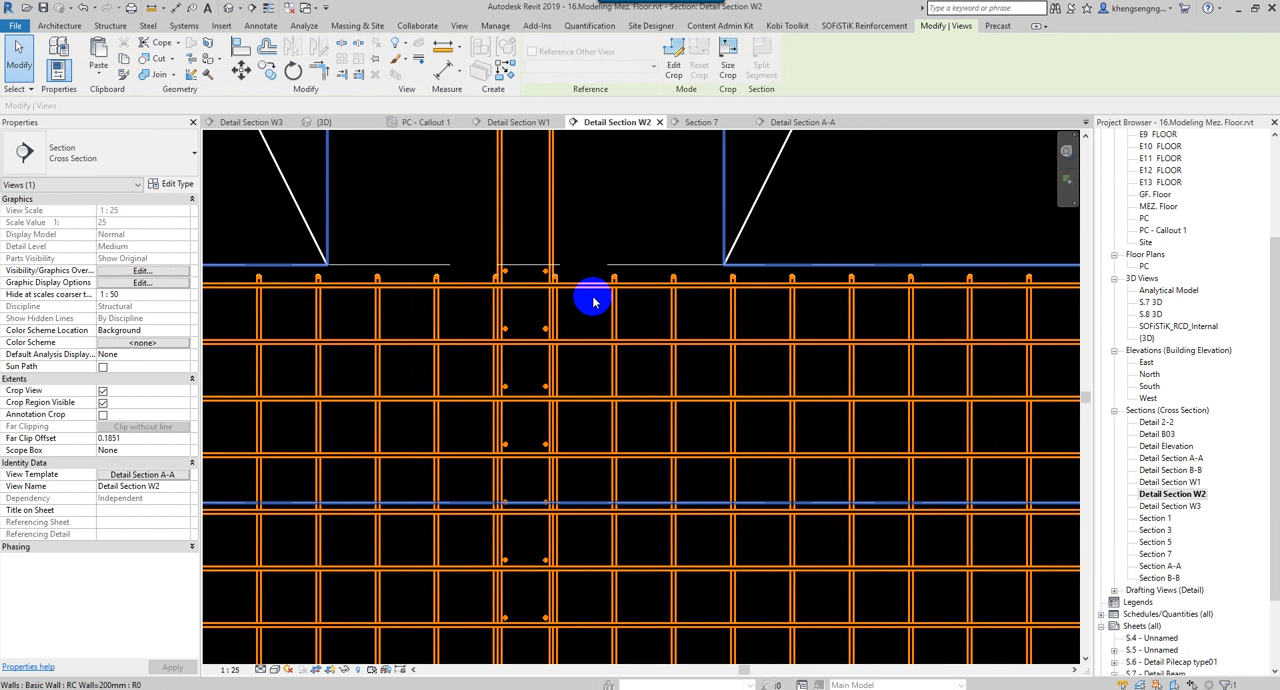 Autodesk Revit 2019 - 16.Modeling Mez. Floor.rvt - Section: Detail Section W2
Type a keyword or phrase
khengsengng...
File Architecture Structure Steel Systems Insert Annotate Analyze Massing & Site Collaborate View Manage Add-Ins Quantification Site Designer Content Admin Kit Kobi Toolkit SOFiSTiK Reinforcement Modify | Views Precast
Cope
Cut
Join
Reference Other View
Modify
Paste
Edit Crop
Reset Crop
Size Crop
Split Segment
Select Properties Clipboard Geometry Modify View Measure Create Reference Mode Crop Section
Modify | Views
Properties
Detail Section W3 {3D} PC - Callout 1 Detail Section W1 Detail Section W2 Section 7 Detail Section A-A
Project Browser - 16.Modeling Mez. Floor.rvt
Section
Cross Section
Views (1) Edit Type
Graphics
View Scale 1 : 25
Scale Value 1: 25
Display Model Normal
Detail Level Medium
Parts Visibility Show Original
Visibility/Graphics Over... Edit...
Graphic Display Options Edit...
Hide at scales coarser t... 1 : 50
Discipline Structural
Show Hidden Lines By Discipline
Color Scheme Location Background
Color Scheme <none>
Default Analysis Display... None
Sun Path
Extents
Crop View
Crop Region Visible
Annotation Crop
Far Clipping Clip without line
Far Clip Offset 0.1851
Scope Box None
Identity Data
View Template Detail Section A-A
View Name Detail Section W2
Dependency Independent
Title on Sheet
Referencing Sheet
Referencing Detail
Phasing
Properties help Apply
E9 FLOOR
E10 FLOOR
E11 FLOOR
E12 FLOOR
E13 FLOOR
GF. Floor
MEZ. Floor
PC
PC - Callout 1
Site
Floor Plans
PC
3D Views
Analytical Model
S.7 3D
S.8 3D
SOFiSTiK_RCD_Internal
{3D}
Elevations (Building Elevation)
East
North
South
West
Sections (Cross Section)
Detail 2-2
Detail B03
Detail Elevation
Detail Section A-A
Detail Section B-B
Detail Section W1
Detail Section W2
Detail Section W3
Section 1
Section 3
Section 5
Section 7
Section A-A
Section B-B
Drafting Views (Detail)
Legends
Schedules/Quantities (all)
Sheets (all)
S.4 - Unnamed
S.5 - Unnamed
S.6 - Detail Pilecap type01
S.7 - Detail Beam
1 : 25
Walls : Basic Wall : RC Wall=200mm : R0
:0
Main Model
:1